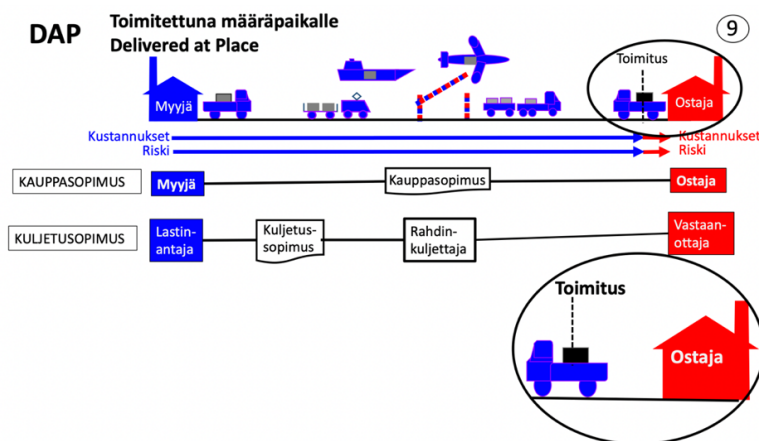 DAP
Toimitettuna määräpaikalle
Delivered at Place
9
Toimitus
Myyjä
Ostaja
Kustannukset
Kustannukset
Riski
Riski
KAUPPASOPIMUS
Myyjä
Kauppasopimus
Ostaja
KULJETUSOPIMUS
Lastin-
antaja
Kuljetus-
sopimus
Rahdin-
kuljettaja
Vastaan-
ottaja
Toimitus
Ostaja